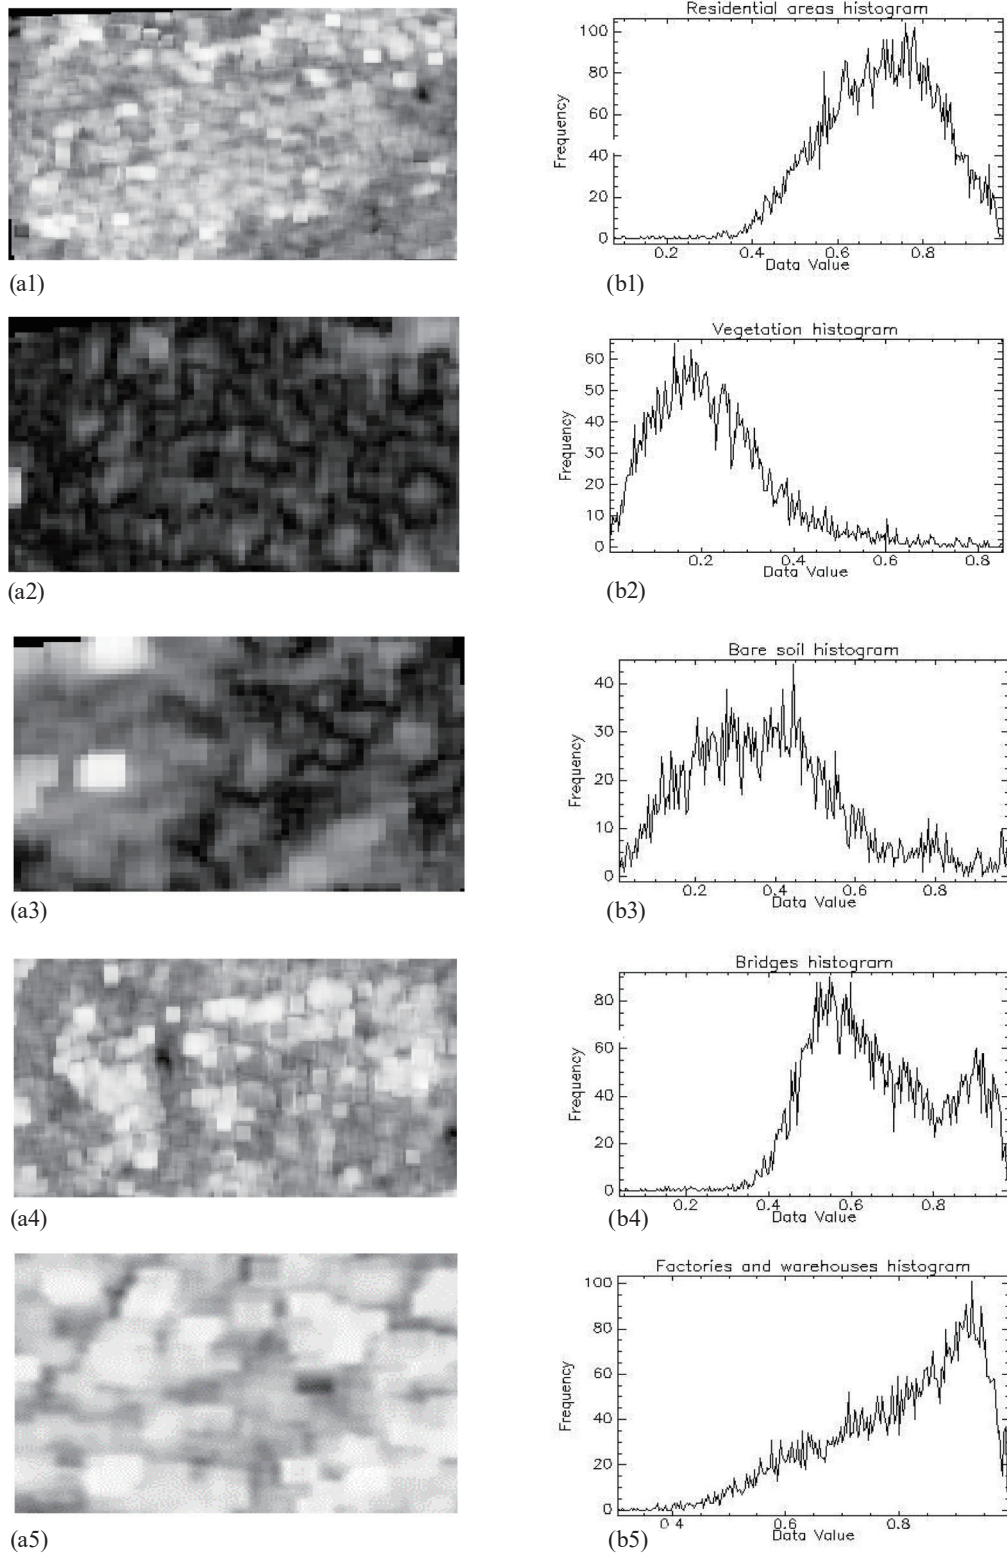 Residential areas histogram
100
80
60
40
20
0
Frequency
0.2 0.4 0.6 0.8
Data Value
(a1) (b1)
Vegetation histogram
60
50
40
30
20
10
0
Frequency
0.2 0.4 0.6 0.8
Data Value
(a2) (b2)
Bare soil histogram
40
30
20
10
0
Frequency
0.2 0.4 0.6 0.8
Data Value
(a3) (b3)
Bridges histogram
80
60
40
20
0
Frequency
0.2 0.4 0.6 0.8
Data Value
(a4) (b4)
Factories and warehouses histogram
100
80
60
40
20
0
Frequency
0 4 0.6 0.8
Data Value
(a5) (b5)